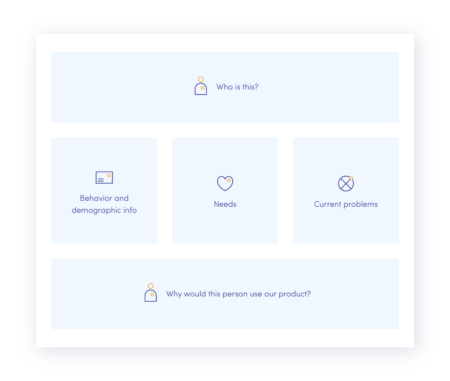 Who is this?
Behavior and
demographic info
Needs
Current problems
Why would this person use our product?